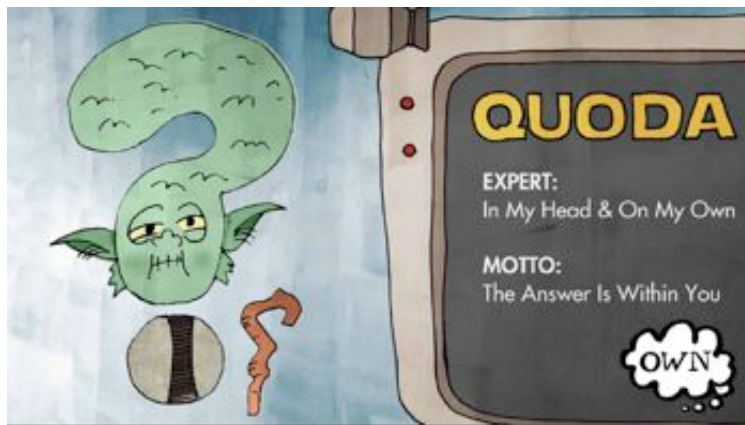 QUODA
EXPERT:
In My Head & On My Own
MOTTO:
The Answer Is Within You
OWN